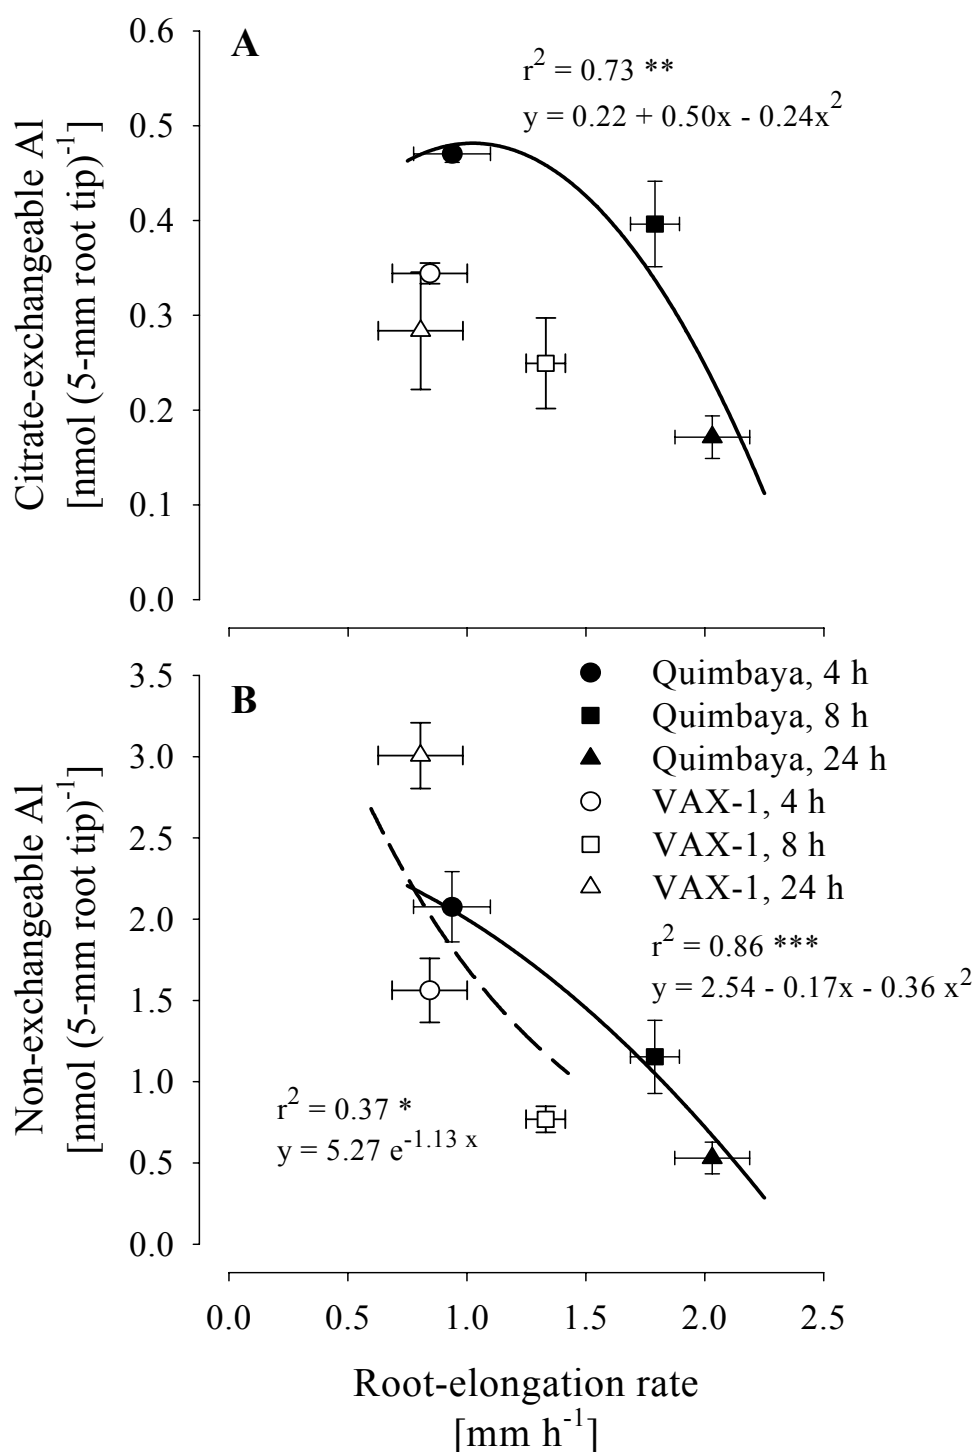 A
r² = 0.73 **
y = 0.22 + 0.50x - 0.24x²
Citrate-exchangeable Al
[nmol (5-mm root tip)⁻¹]
0.6
0.5
0.4
0.3
0.2
0.1
0.0
B
Quimbaya, 4 h
Quimbaya, 8 h
Quimbaya, 24 h
VAX-1, 4 h
VAX-1, 8 h
VAX-1, 24 h
r² = 0.86 ***
y = 2.54 - 0.17x - 0.36 x²
r² = 0.37 *
y = 5.27 e⁻¹·¹³ ˣ
Non-exchangeable Al
[nmol (5-mm root tip)⁻¹]
3.5
3.0
2.5
2.0
1.5
1.0
0.5
0.0
0.0 0.5 1.0 1.5 2.0 2.5
Root-elongation rate
[mm h⁻¹]